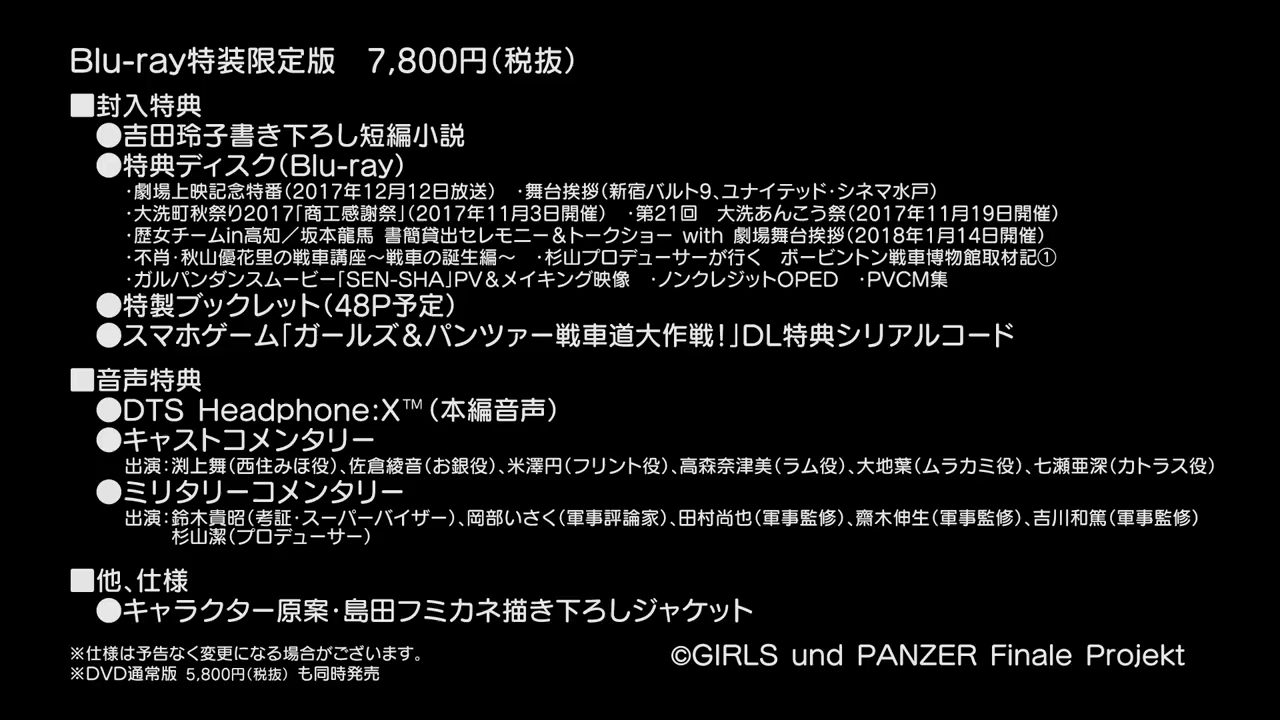 Blu-ray特装限定版　7,800円(税抜)
■封入特典
●吉田玲子書き下ろし短編小説
●特典ディスク(Blu-ray)
・劇場上映記念特番(2017年12月12日放送)　・舞台挨拶(新宿バルト9、ユナイテッド・シネマ水戸)
・大洗町秋祭り2017「商工感謝祭」(2017年11月3日開催)　・第21回　大洗あんこう祭(2017年11月19日開催)
・歴女チームin高知／坂本龍馬 書簡貸出セレモニー＆トークショー with 劇場舞台挨拶(2018年1月14日開催)
・不肖・秋山優花里の戦車講座～戦車の誕生編～　・杉山プロデューサーが行く　ボービントン戦車博物館取材記①
・ガルパンダンスムービー「SEN-SHA」PV＆メイキング映像　・ノンクレジットOPED　・PVCM集
●特製ブックレット(48P予定)
●スマホゲーム「ガールズ＆パンツァー戦車道大作戦！」DL特典シリアルコード
■音声特典
●DTS Headphone:X™(本編音声)
●キャストコメンタリー
出演：渕上舞(西住みほ役)、佐倉綾音(お銀役)、米澤円(フリント役)、高森奈津美(ラム役)、大地葉(ムラカミ役)、七瀬亜深(カトラス役)
●ミリタリーコメンタリー
出演：鈴木貴昭(考証・スーパーバイザー)、岡部いさく(軍事評論家)、田村尚也(軍事監修)、齋木伸生(軍事監修)、吉川和篤(軍事監修)
杉山潔(プロデューサー)
■他、仕様
●キャラクター原案・島田フミカネ描き下ろしジャケット
※仕様は予告なく変更になる場合がございます。
※DVD通常版 5,800円(税抜) も同時発売
©GIRLS und PANZER Finale Projekt